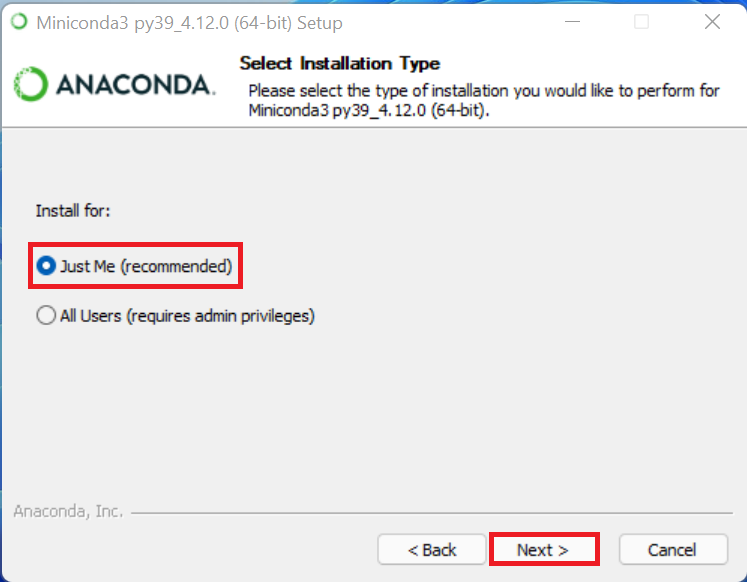 Miniconda3 py39_4.12.0 (64-bit) Setup
ANACONDA.
Select Installation Type
Please select the type of installation you would like to perform for
Miniconda3 py39_4.12.0 (64-bit).
Install for:
Just Me (recommended)
All Users (requires admin privileges)
Anaconda, Inc.
< Back
Next >
Cancel